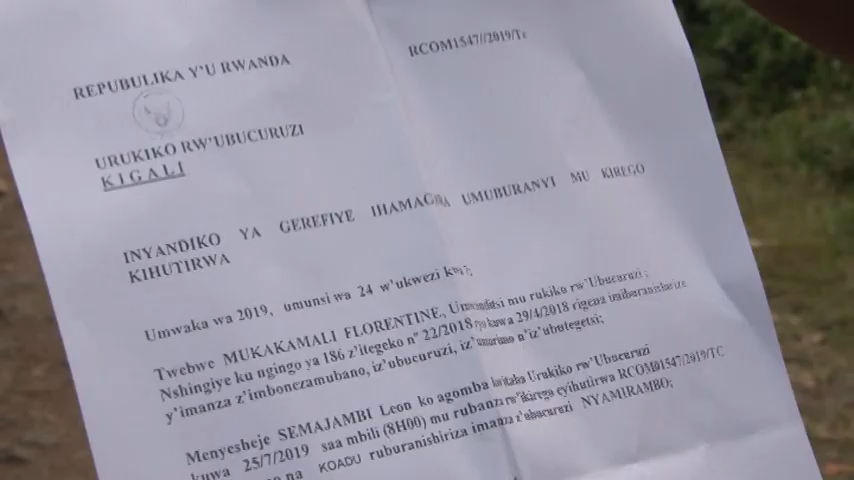 RCOM1547//2019/Tc
REPUBULIKA Y'U RWANDA
URUKIKO RW'UBUCURUZI
KIGALI
INYANDIKO YA GEREFIYE IHAMAGARA UMUBURANYI MU KIREGO
KIHUTIRWA
Umwaka wa 2019, umunsi wa 24 w'ukwezi kwa 7;
Twebwe MUKAKAMALI FLORENTINE, Umwanditsi mu rukiko rw'Ubucuruzi ;
Nshingiye ku ngingo ya 186 z'itegeko nº 22/2018 ryo kuwa 29/4/2018 rigena imiburanishirize
y'imanza z'imbonezamubano, iz'ubucuruzi, iz'umurimo n'iz'ubutegetsi;
Menyesheje SEMAJAMBI Leon ko agomba kwitaba Urukiko rw'Ubucuruzi
kuwa 25/7/2019 saa mbili (8H00) mu rubanza rw'ikirego cyihutirwa RCOM01547/2019/TC
na KOADU ruburanishiriza imanza z'ubucuruzi NYAMIRAMBO;